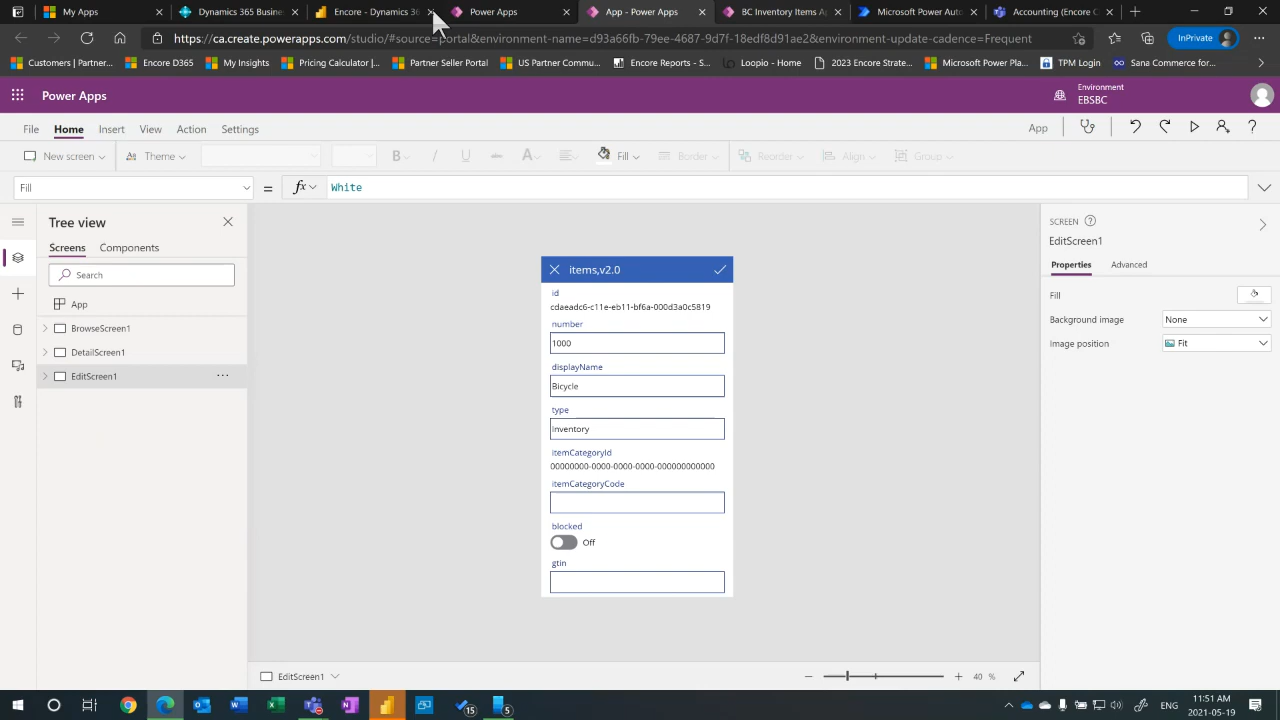 My Apps
Dynamics 365 Busine
Encore - Dynamics 36
Power Apps
App - Power Apps
BC Inventory Items Ap
Microsoft Power Auto
Accounting (Encore C
https://ca.create.powerapps.com/studio/#source=portal&environment-name=d93a66fb-79ee-4687-9d7f-18edf8d91ae2&environment-update-cadence=Frequent
InPrivate
Customers | Partner...
Encore D365
My Insights
Pricing Calculator |...
Partner Seller Portal
US Partner Commu...
Encore Reports - S...
Loopio - Home
2023 Encore Strate...
Microsoft Power Pla...
TPM Login
Sana Commerce for...
Power Apps
Environment
EBSBC
File
Home
Insert
View
Action
Settings
App
New screen
Theme
Fill
Border
Reorder
Align
Group
Fill
=
fx
White
Tree view
Screens
Components
Search
App
BrowseScreen1
DetailScreen1
EditScreen1
items,v2.0
id
cdaeadc6-c11e-eb11-bf6a-000d3a0c5819
number
1000
displayName
Bicycle
type
Inventory
itemCategoryId
00000000-0000-0000-0000-000000000000
itemCategoryCode
blocked
Off
gtin
SCREEN
EditScreen1
Properties
Advanced
Fill
Background image
None
Image position
Fit
EditScreen1
40 %
15
5
11:51 AM
2021-05-19